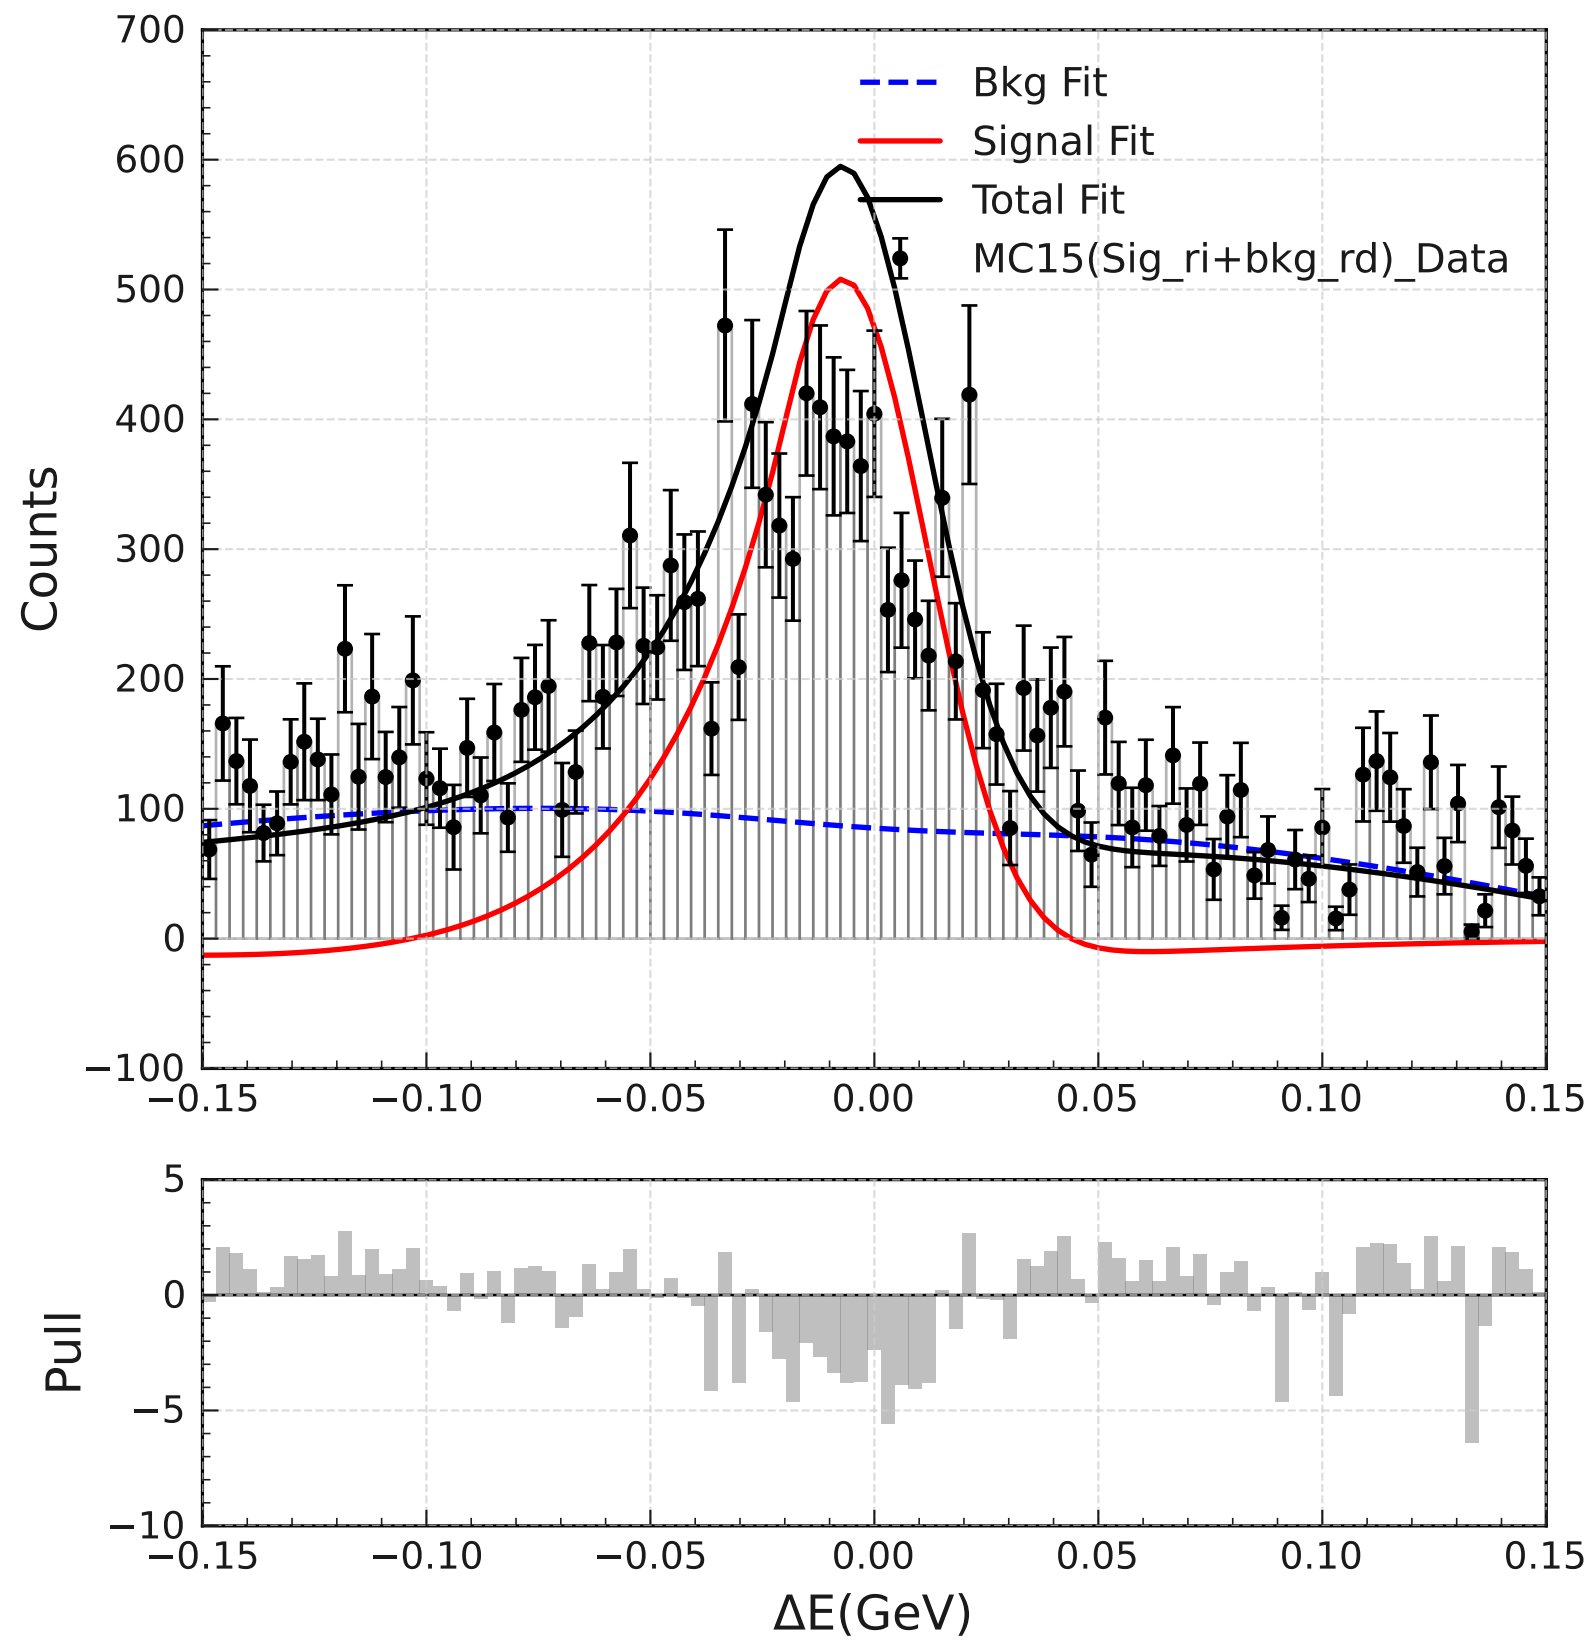 700
600
500
400
300
200
100
0
−100
Counts
Bkg Fit
Signal Fit
Total Fit
MC15(Sig_ri+bkg_rd)_Data
−0.15 −0.10 −0.05 0.00 0.05 0.10 0.15
5
0
−5
−10
Pull
−0.15 −0.10 −0.05 0.00 0.05 0.10 0.15
ΔE(GeV)